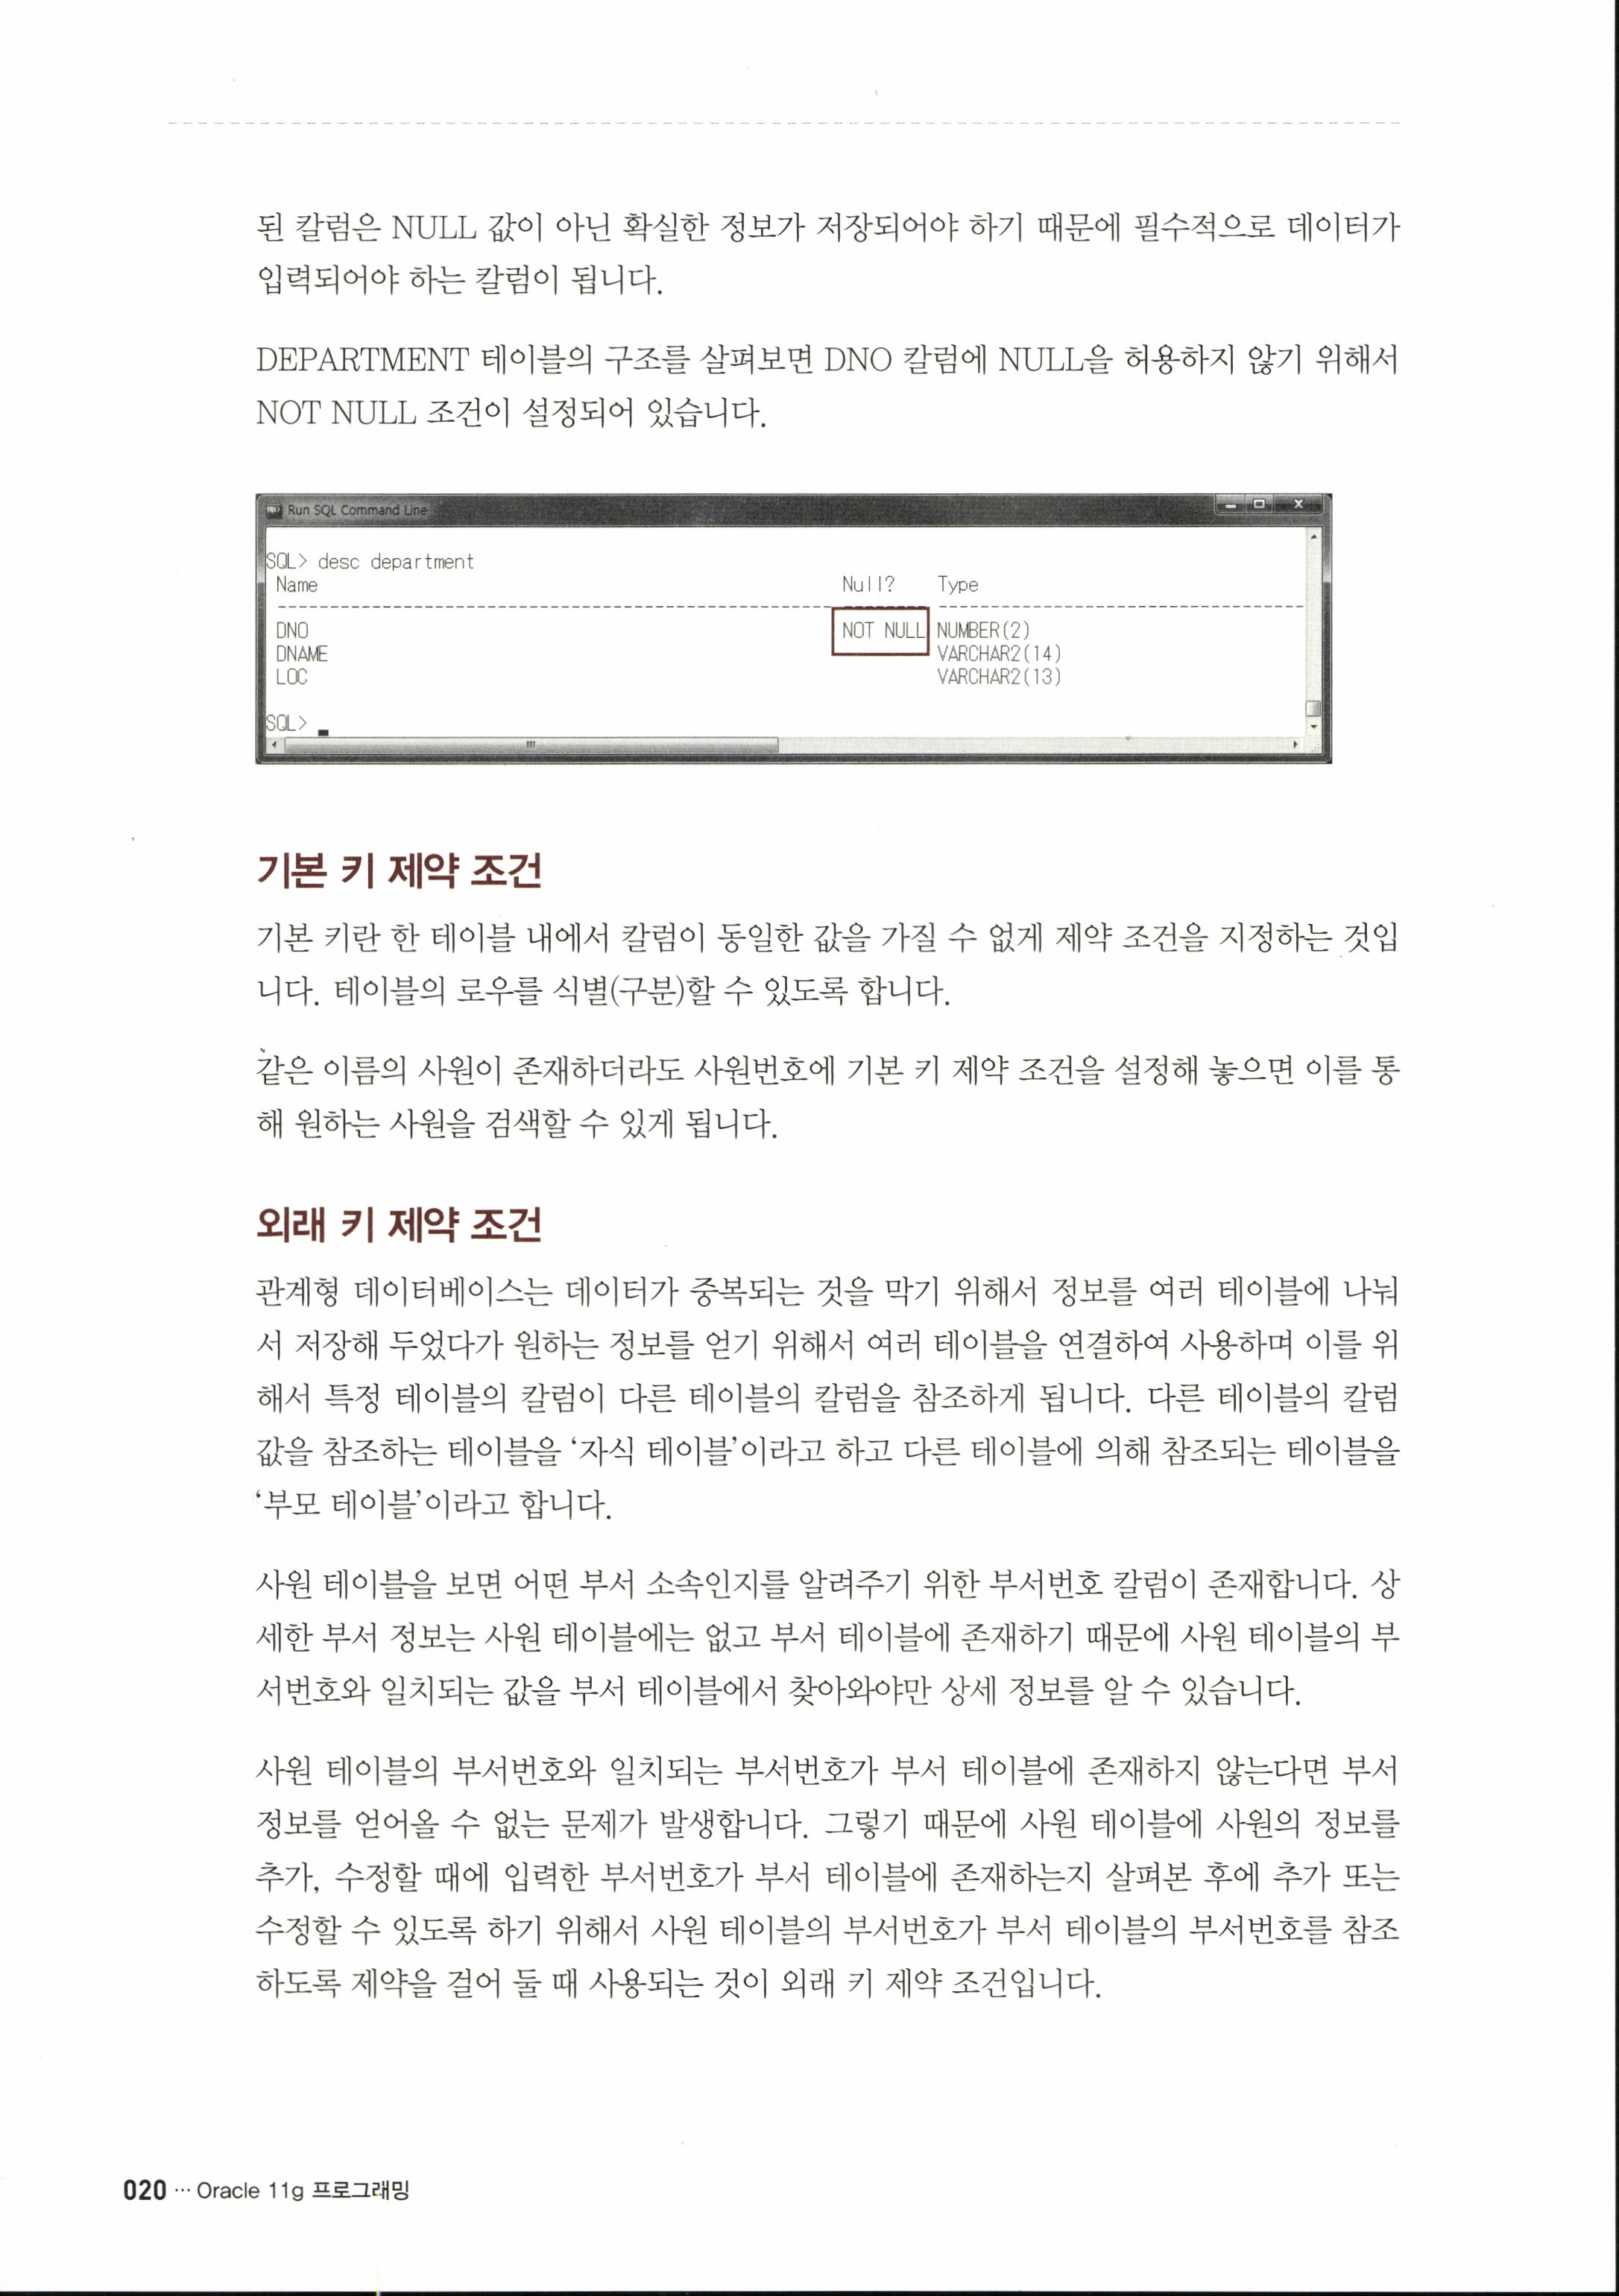 된 칼럼은 NULL 값이 아닌 확실한 정보가 저장되어야 하기 때문에 필수적으로 데이터가
입력되어야 하는 칼럼이 됩니다.
DEPARTMENT 테이블의 구조를 살펴보면 DNO 칼럼에 NULL을 허용하지 않기 위해서
NOT NULL 조건이 설정되어 있습니다.
Run SQL Command Line
SQL> desc department
Name Null? Type
DNO NOT NULL NUMBER(2)
DNAME VARCHAR2(14)
LOC VARCHAR2(13)
SQL>
기본 키 제약 조건
기본 키란 한 테이블 내에서 칼럼이 동일한 값을 가질 수 없게 제약 조건을 지정하는 것입
니다. 테이블의 로우를 식별(구분)할 수 있도록 합니다.
같은 이름의 사원이 존재하더라도 사원번호에 기본 키 제약 조건을 설정해 놓으면 이를 통
해 원하는 사원을 검색할 수 있게 됩니다.
외래 키 제약 조건
관계형 데이터베이스는 데이터가 중복되는 것을 막기 위해서 정보를 여러 테이블에 나눠
서 저장해 두었다가 원하는 정보를 얻기 위해서 여러 테이블을 연결하여 사용하며 이를 위
해서 특정 테이블의 칼럼이 다른 테이블의 칼럼을 참조하게 됩니다. 다른 테이블의 칼럼
값을 참조하는 테이블을 ‘자식 테이블’이라고 하고 다른 테이블에 의해 참조되는 테이블을
‘부모 테이블’이라고 합니다.
사원 테이블을 보면 어떤 부서 소속인지를 알려주기 위한 부서번호 칼럼이 존재합니다. 상
세한 부서 정보는 사원 테이블에는 없고 부서 테이블에 존재하기 때문에 사원 테이블의 부
서번호와 일치되는 값을 부서 테이블에서 찾아와야만 상세 정보를 알 수 있습니다.
사원 테이블의 부서번호와 일치되는 부서번호가 부서 테이블에 존재하지 않는다면 부서
정보를 얻어올 수 없는 문제가 발생합니다. 그렇기 때문에 사원 테이블에 사원의 정보를
추가, 수정할 때에 입력한 부서번호가 부서 테이블에 존재하는지 살펴본 후에 추가 또는
수정할 수 있도록 하기 위해서 사원 테이블의 부서번호가 부서 테이블의 부서번호를 참조
하도록 제약을 걸어 둘 때 사용되는 것이 외래 키 제약 조건입니다.
020 ··· Oracle 11g 프로그래밍